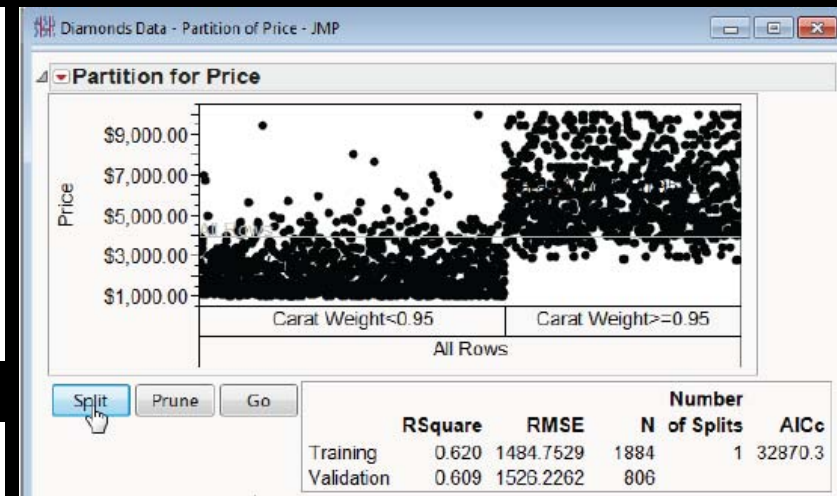 Diamonds Data - Partition of Price - JMP
Partition for Price
$9,000.00
$7,000.00
$5,000.00
$3,000.00
$1,000.00
Price
All Rows
Carat Weight<0.95 Carat Weight>=0.95
All Rows
Split Prune Go
Number
RSquare RMSE N of Splits AICc
Training 0.620 1484.7529 1884 1 32870.3
Validation 0.609 1526.2262 806